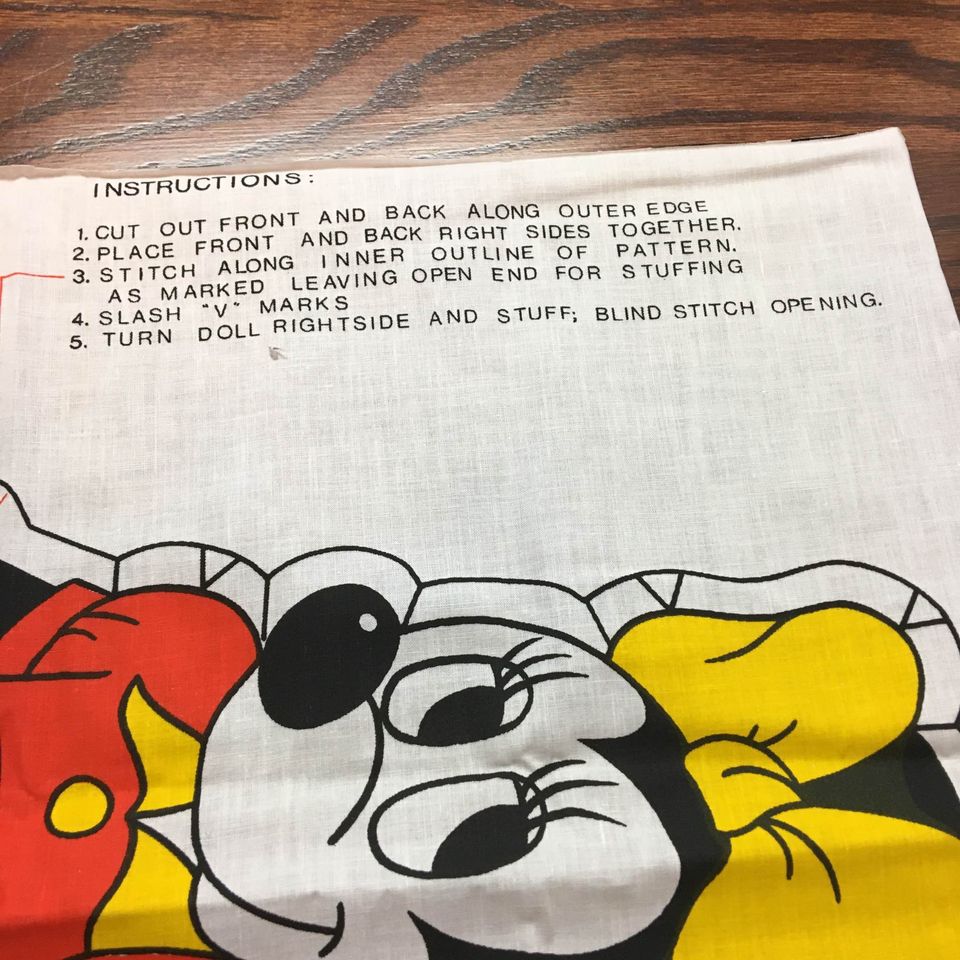 INSTRUCTIONS:
1. CUT OUT FRONT AND BACK ALONG OUTER EDGE
2. PLACE FRONT AND BACK RIGHT SIDES TOGETHER.
3. STITCH ALONG INNER OUTLINE OF PATTERN.
AS MARKED LEAVING OPEN END FOR STUFFING
4. SLASH "V" MARKS
5. TURN DOLL RIGHTSIDE AND STUFF; BLIND STITCH OPENING.